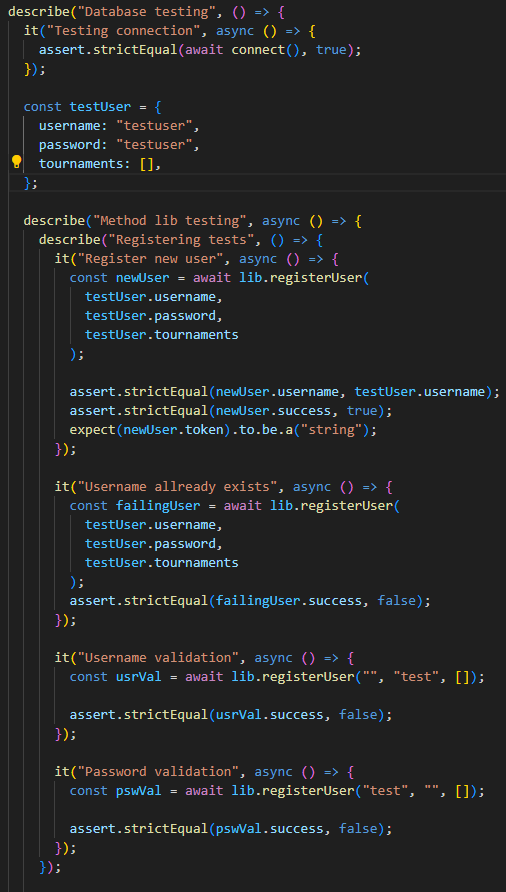 describe("Database testing", () => {
  it("Testing connection", async () => {
    assert.strictEqual(await connect(), true);
  });
  const testUser = {
    username: "testuser",
    password: "testuser",
    tournaments: [],
  };
  describe("Method lib testing", async () => {
    describe("Registering tests", () => {
      it("Register new user", async () => {
        const newUser = await lib.registerUser(
          testUser.username,
          testUser.password,
          testUser.tournaments
        );
        assert.strictEqual(newUser.username, testUser.username);
        assert.strictEqual(newUser.success, true);
        expect(newUser.token).to.be.a("string");
      });
      it("Username allready exists", async () => {
        const failingUser = await lib.registerUser(
          testUser.username,
          testUser.password,
          testUser.tournaments
        );
        assert.strictEqual(failingUser.success, false);
      });
      it("Username validation", async () => {
        const usrVal = await lib.registerUser("", "test", []);
        assert.strictEqual(usrVal.success, false);
      });
      it("Password validation", async () => {
        const pswVal = await lib.registerUser("test", "", []);
        assert.strictEqual(pswVal.success, false);
      });
    });